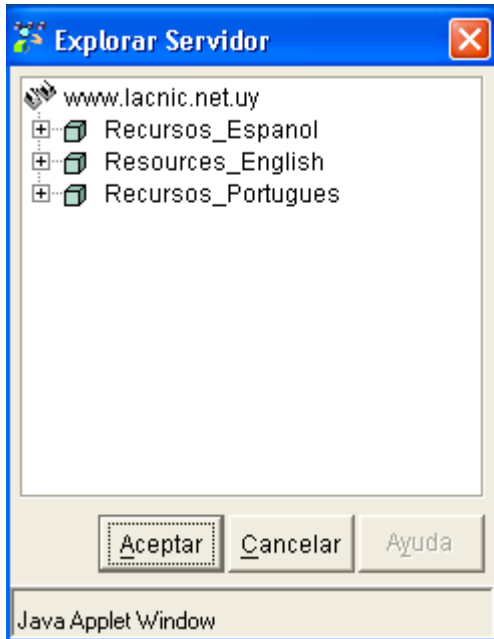 Explorar Servidor
www.lacnic.net.uy
Recursos_Espanol
Resources_English
Recursos_Portugues
Aceptar Cancelar Ayuda
Java Applet Window